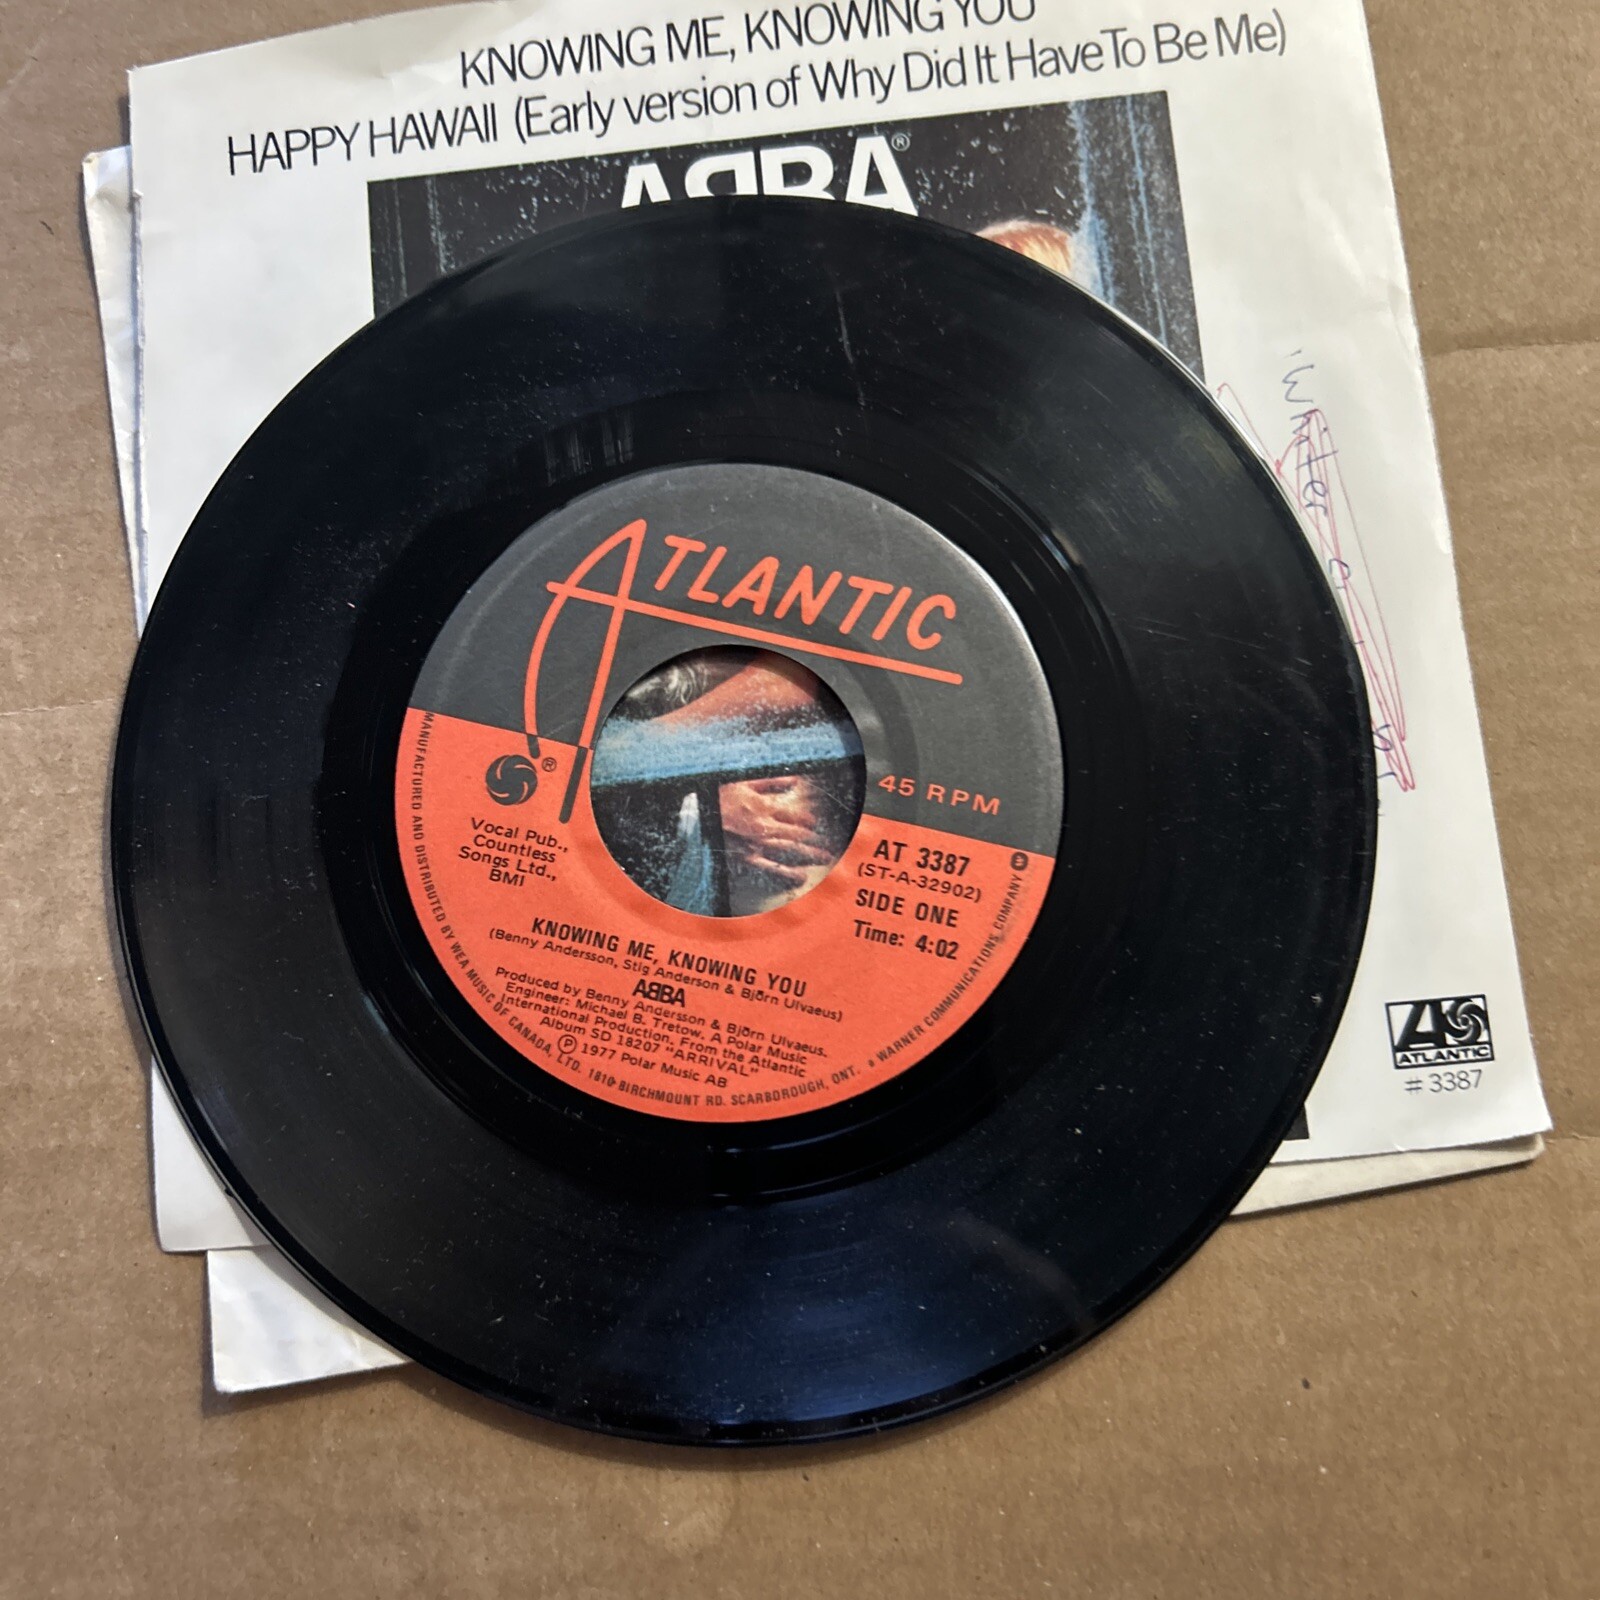 KNOWING ME, KNOWING YOU
HAPPY HAWAII (Early version of Why Did It Have To Be Me)
ABBA®
Winter
ATLANTIC
®
45 RPM
Vocal Pub.,
Countless
Songs Ltd.,
BMI
AT 3387
(ST-A-32902)
SIDE ONE
Time: 4:02
KNOWING ME, KNOWING YOU
(Benny Andersson, Stig Anderson & Björn Ulvaeus)
ABBA
Produced by Benny Andersson & Björn Ulvaeus.
Engineer: Michael B. Tretow. A Polar Music
International Production. From the Atlantic
Album SD 18207 "ARRIVAL"
℗ 1977 Polar Music AB
MANUFACTURED AND DISTRIBUTED BY WEA MUSIC OF CANADA, LTD. 1810 BIRCHMOUNT RD. SCARBOROUGH, ONT. • WARNER COMMUNICATIONS COMPANY
ATLANTIC
# 3387